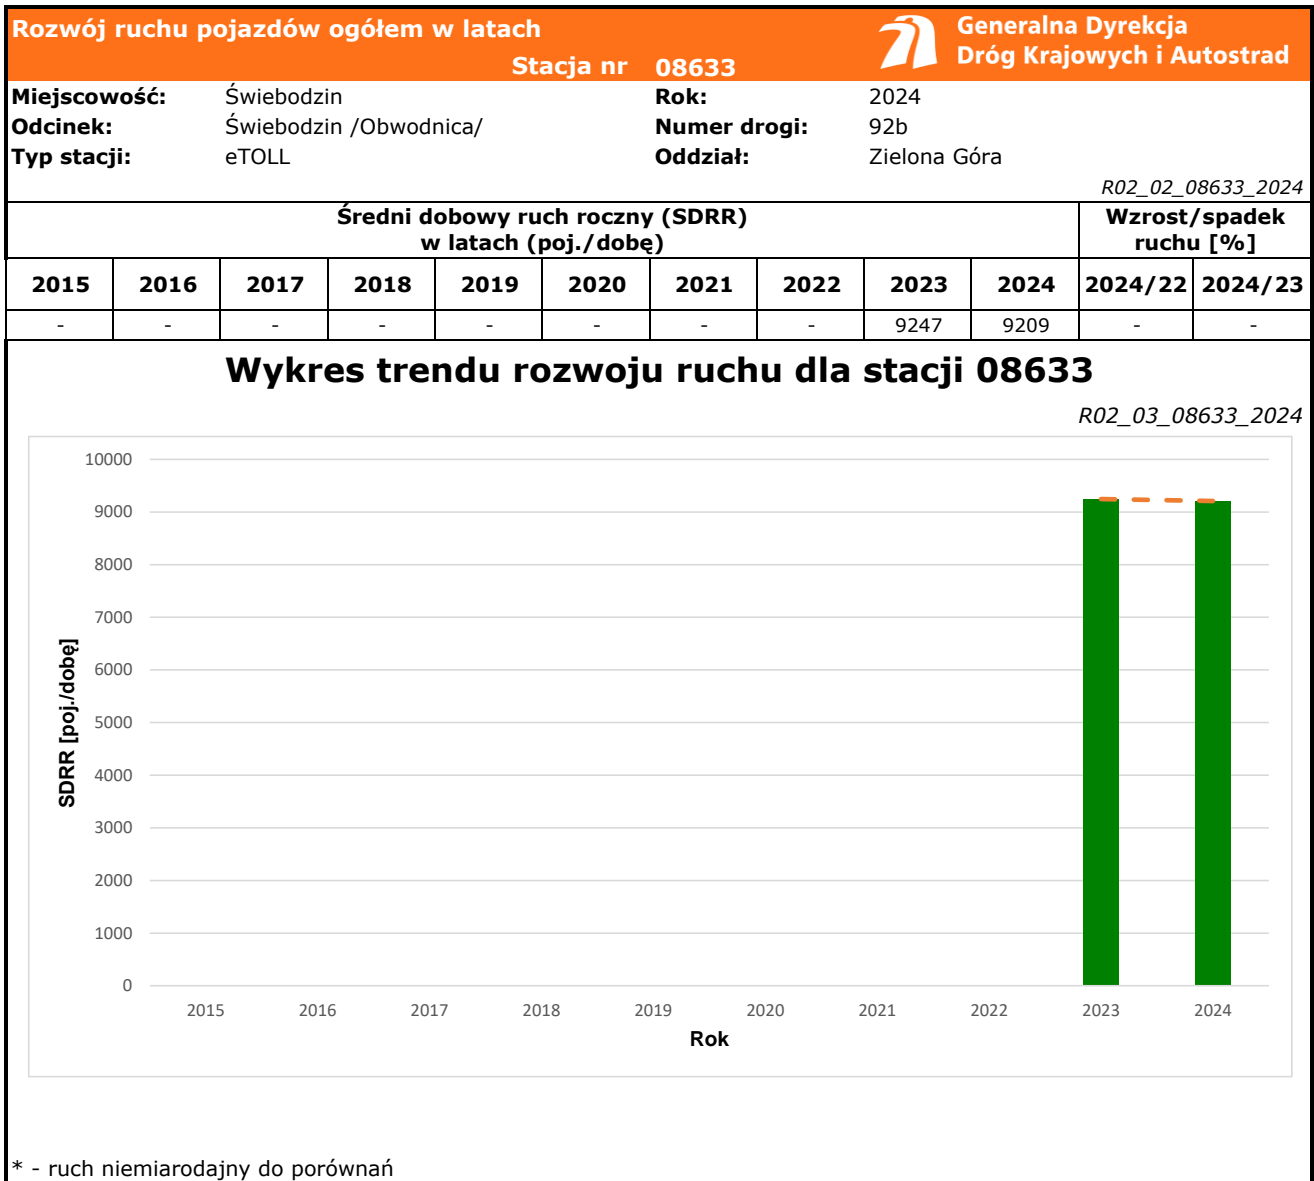 Rozwój ruchu pojazdów ogółem w latach
Generalna Dyrekcja
Dróg Krajowych i Autostrad
Stacja nr 08633
Miejscowość: Świebodzin Rok: 2024
Odcinek: Świebodzin /Obwodnica/ Numer drogi: 92b
Typ stacji: eTOLL Oddział: Zielona Góra
R02_02_08633_2024
Średni dobowy ruch roczny (SDRR)
w latach (poj./dobę)
Wzrost/spadek
ruchu [%]
2015 2016 2017 2018 2019 2020 2021 2022 2023 2024 2024/22 2024/23
- - - - - - - - 9247 9209 - -
Wykres trendu rozwoju ruchu dla stacji 08633
R02_03_08633_2024
10000
9000
8000
7000
6000
5000
4000
3000
2000
1000
0
SDRR [poj./dobę]
2015 2016 2017 2018 2019 2020 2021 2022 2023 2024
Rok
* - ruch niemiarodajny do porównań